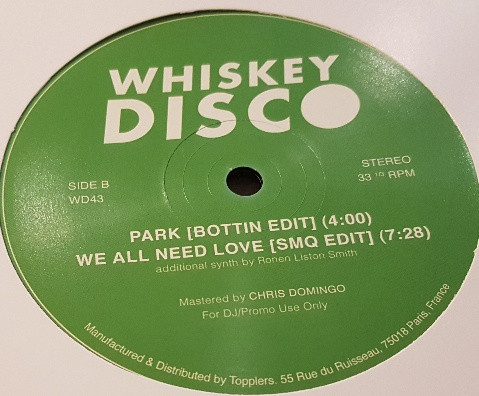 WHISKEY
DISCO
SIDE B
WD43
STEREO
33 1/3 RPM
PARK [BOTTIN EDIT] (4:00)
WE ALL NEED LOVE [SMQ EDIT] (7:28)
additional synth by Ronen Liston Smith
Mastered by CHRIS DOMINGO
For DJ/Promo Use Only
Manufactured & Distributed by Topplers. 55 Rue du Ruisseau, 75018 Paris, France